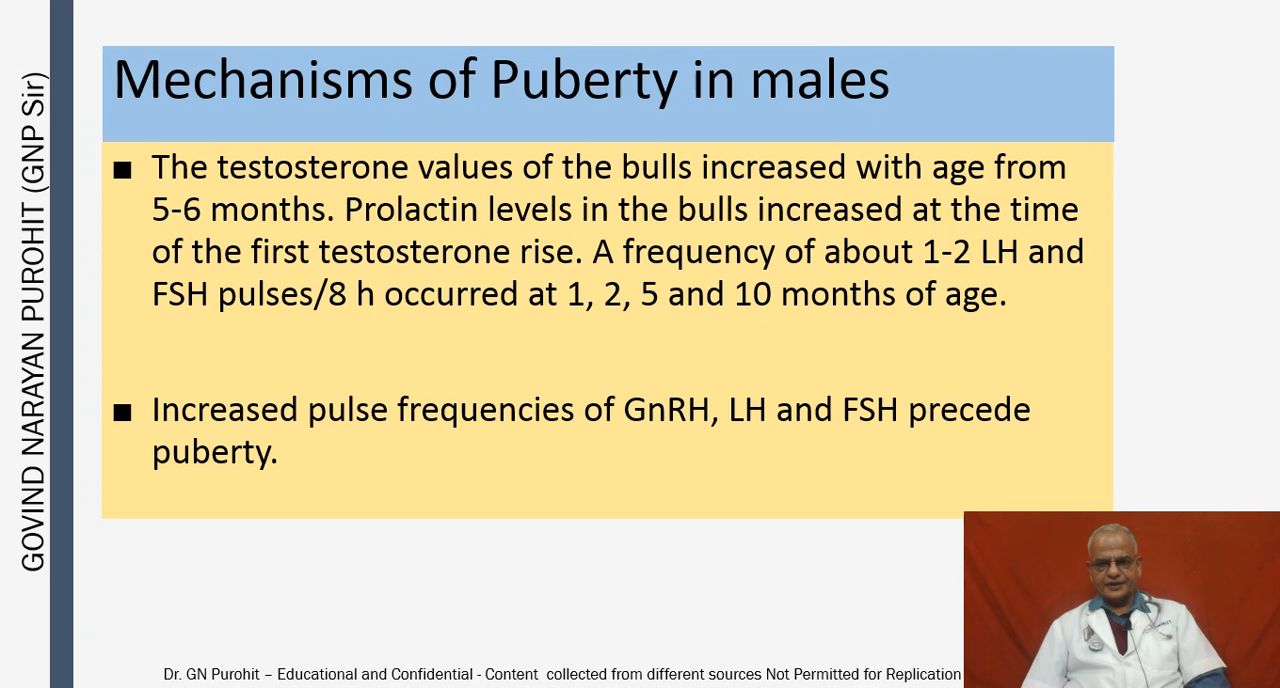 GOVIND NARAYAN PUROHIT (GNP Sir)
Mechanisms of Puberty in males
■ The testosterone values of the bulls increased with age from
5-6 months. Prolactin levels in the bulls increased at the time
of the first testosterone rise. A frequency of about 1-2 LH and
FSH pulses/8 h occurred at 1, 2, 5 and 10 months of age.
■ Increased pulse frequencies of GnRH, LH and FSH precede
puberty.
Dr. GN Purohit – Educational and Confidential - Content collected from different sources Not Permitted for Replication